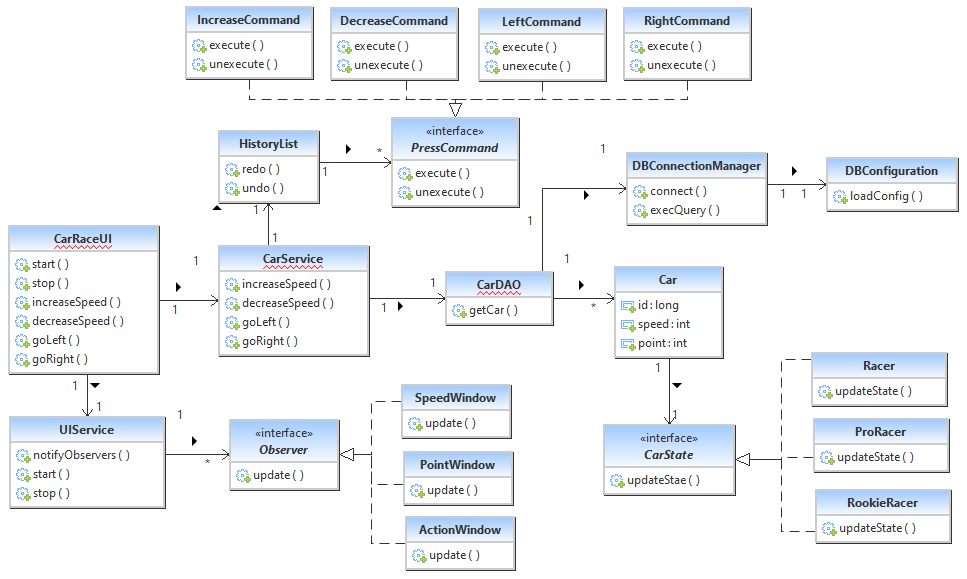 IncreaseCommand
execute ( )
unexecute ( )
DecreaseCommand
execute ( )
unexecute ( )
LeftCommand
execute ( )
unexecute ( )
RightCommand
execute ( )
unexecute ( )
HistoryList
redo ( )
undo ( )
1
*
«interface»
PressCommand
execute ( )
unexecute ( )
1
DBConnectionManager
connect ( )
execQuery ( )
1
1
DBConfiguration
loadConfig ( )
CarRaceUI
start ( )
stop ( )
increaseSpeed ( )
decreaseSpeed ( )
goLeft ( )
goRight ( )
1
1
1
1
CarService
increaseSpeed ( )
decreaseSpeed ( )
goLeft ( )
goRight ( )
1
1
1
CarDAO
getCar ( )
1
*
Car
id : long
speed : int
point : int
1
1
1
1
UIService
notifyObservers ( )
start ( )
stop ( )
1
*
«interface»
Observer
update ( )
SpeedWindow
update ( )
PointWindow
update ( )
ActionWindow
update ( )
«interface»
CarState
updateStae ( )
Racer
updateState ( )
ProRacer
updateState ( )
RookieRacer
updateState ( )